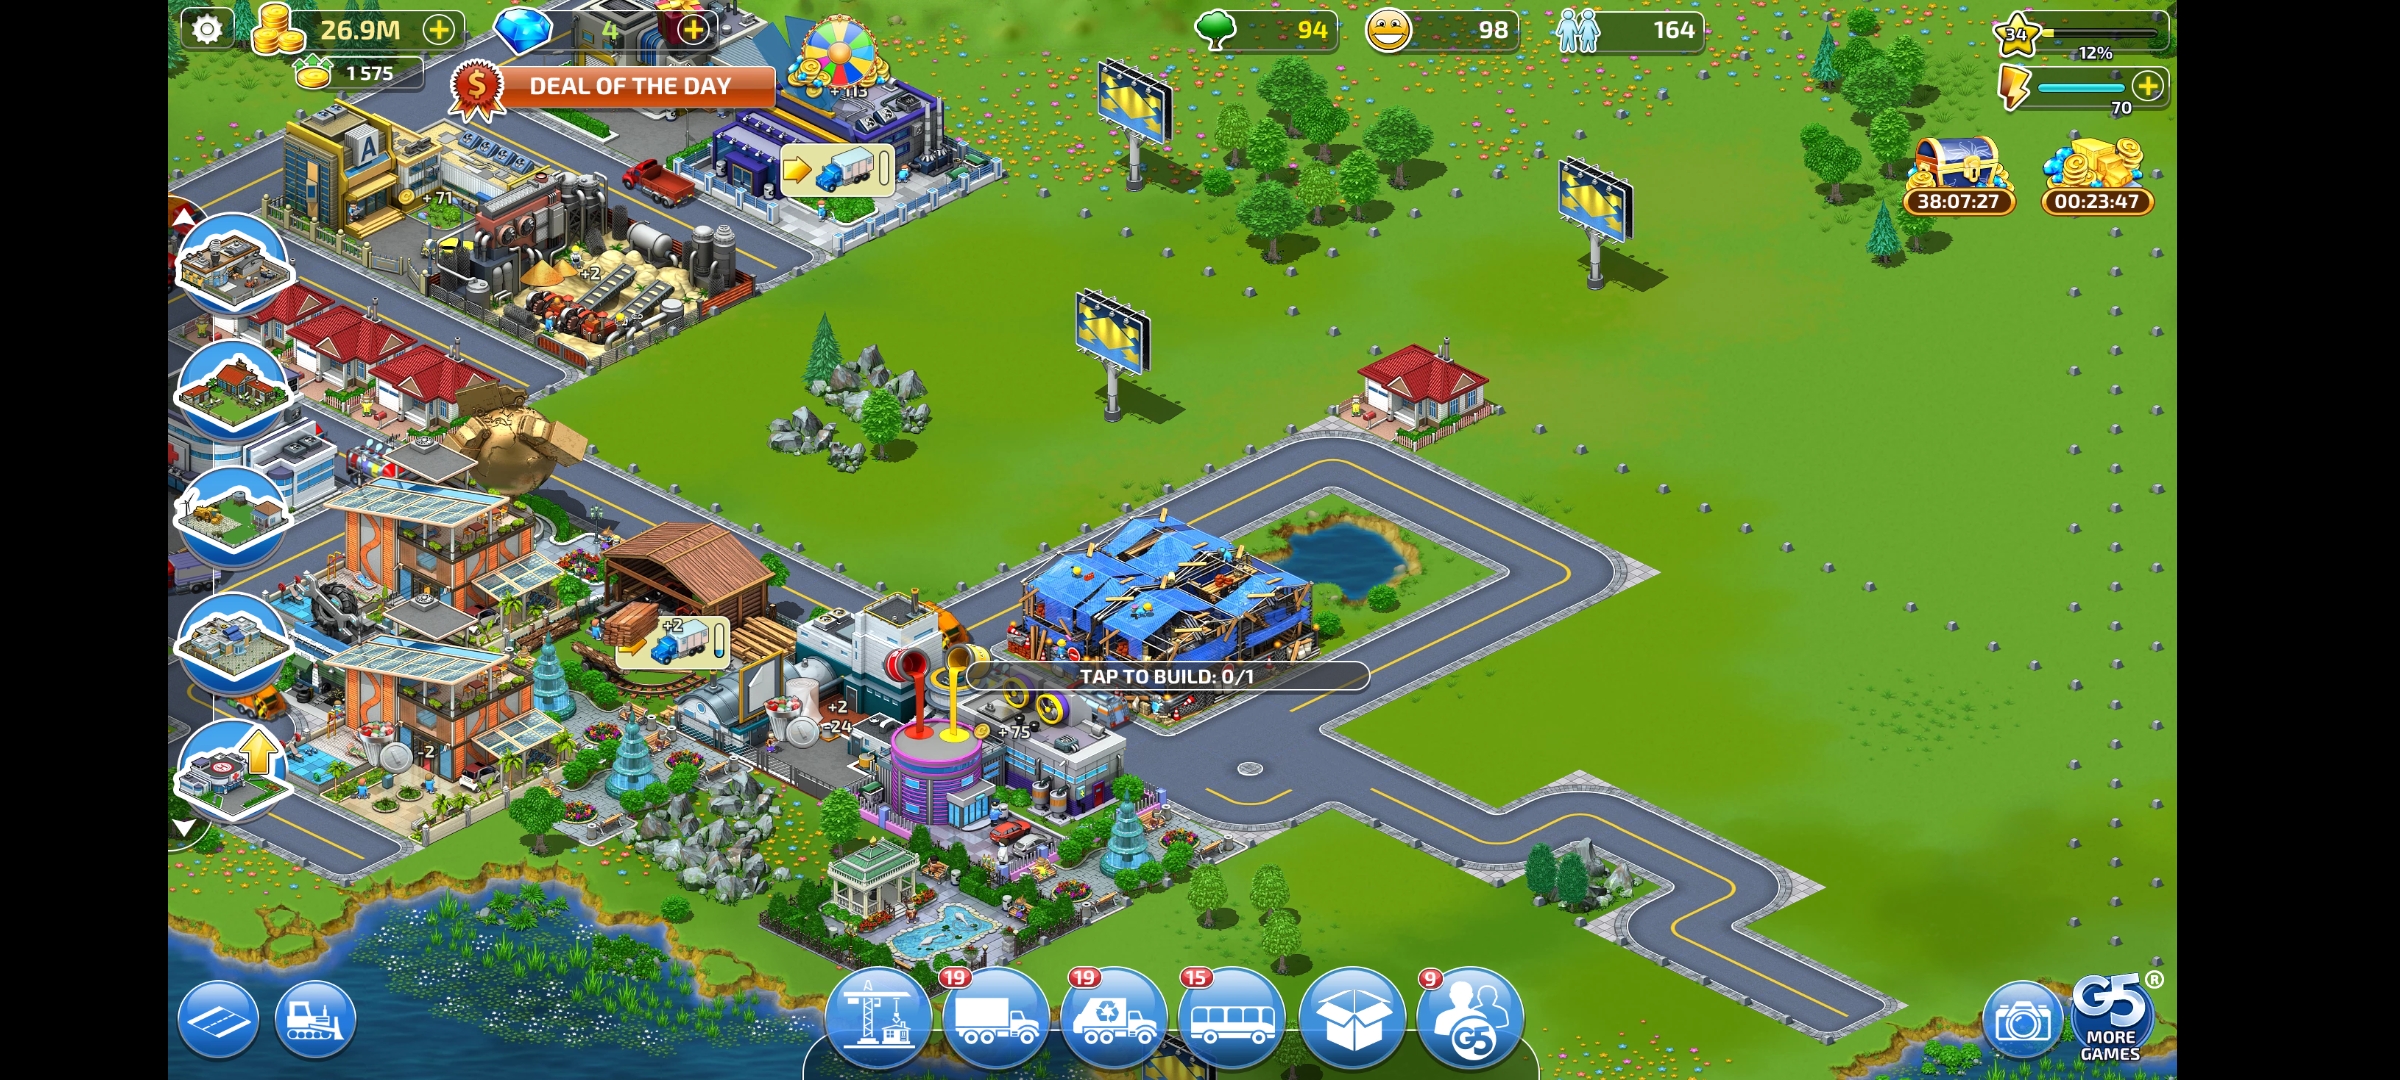 26.9M
4
94
98
164
34
12%
1 575
DEAL OF THE DAY
+113
70
A
+71
38:07:27
00:23:47
+2
+2
TAP TO BUILD: 0/1
+2
-24
+75
-2
A
19
19
15
9
G5
G5®
MORE
GAMES